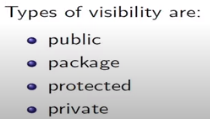 Types of visibility are:
public
package
protected
private